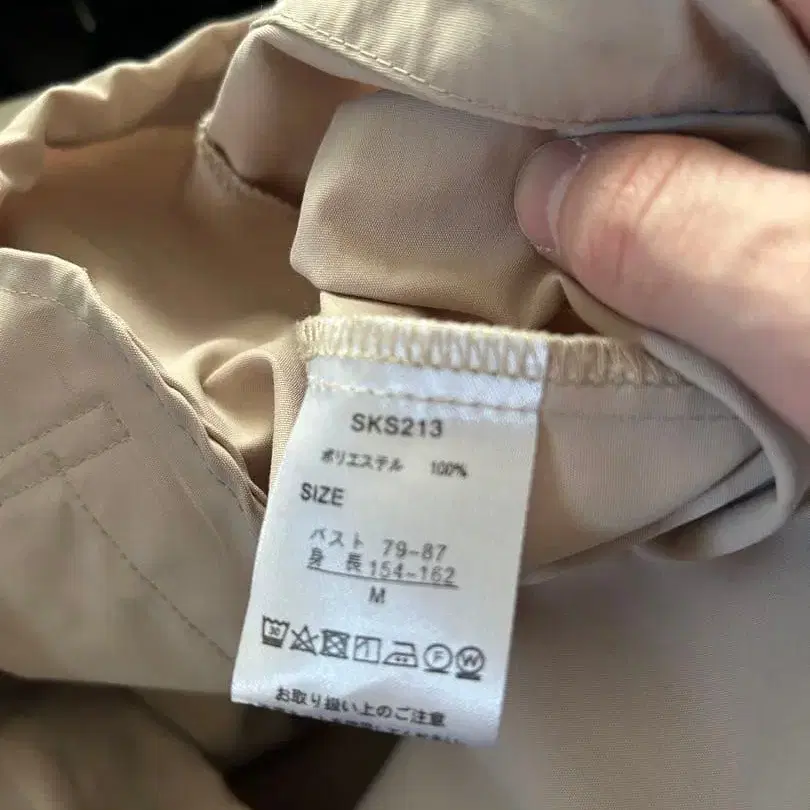 SKS213
ポリエステル 100%
SIZE
バスト 79-87
身 長 154-162
M
30 F W
お取り扱い上のご注意